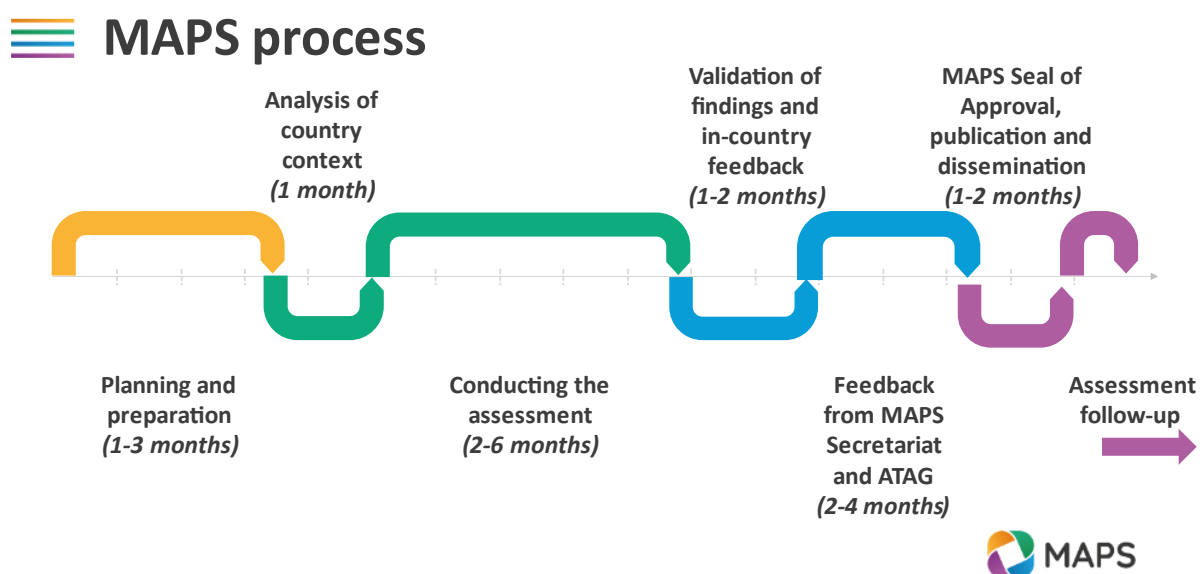 MAPS process
Analysis of
country
context
(1 month)
Validation of
findings and
in-country
feedback
(1-2 months)
MAPS Seal of
Approval,
publication and
dissemination
(1-2 months)
Planning and
preparation
(1-3 months)
Conducting the
assessment
(2-6 months)
Feedback
from MAPS
Secretariat
and ATAG
(2-4 months)
Assessment
follow-up
MAPS